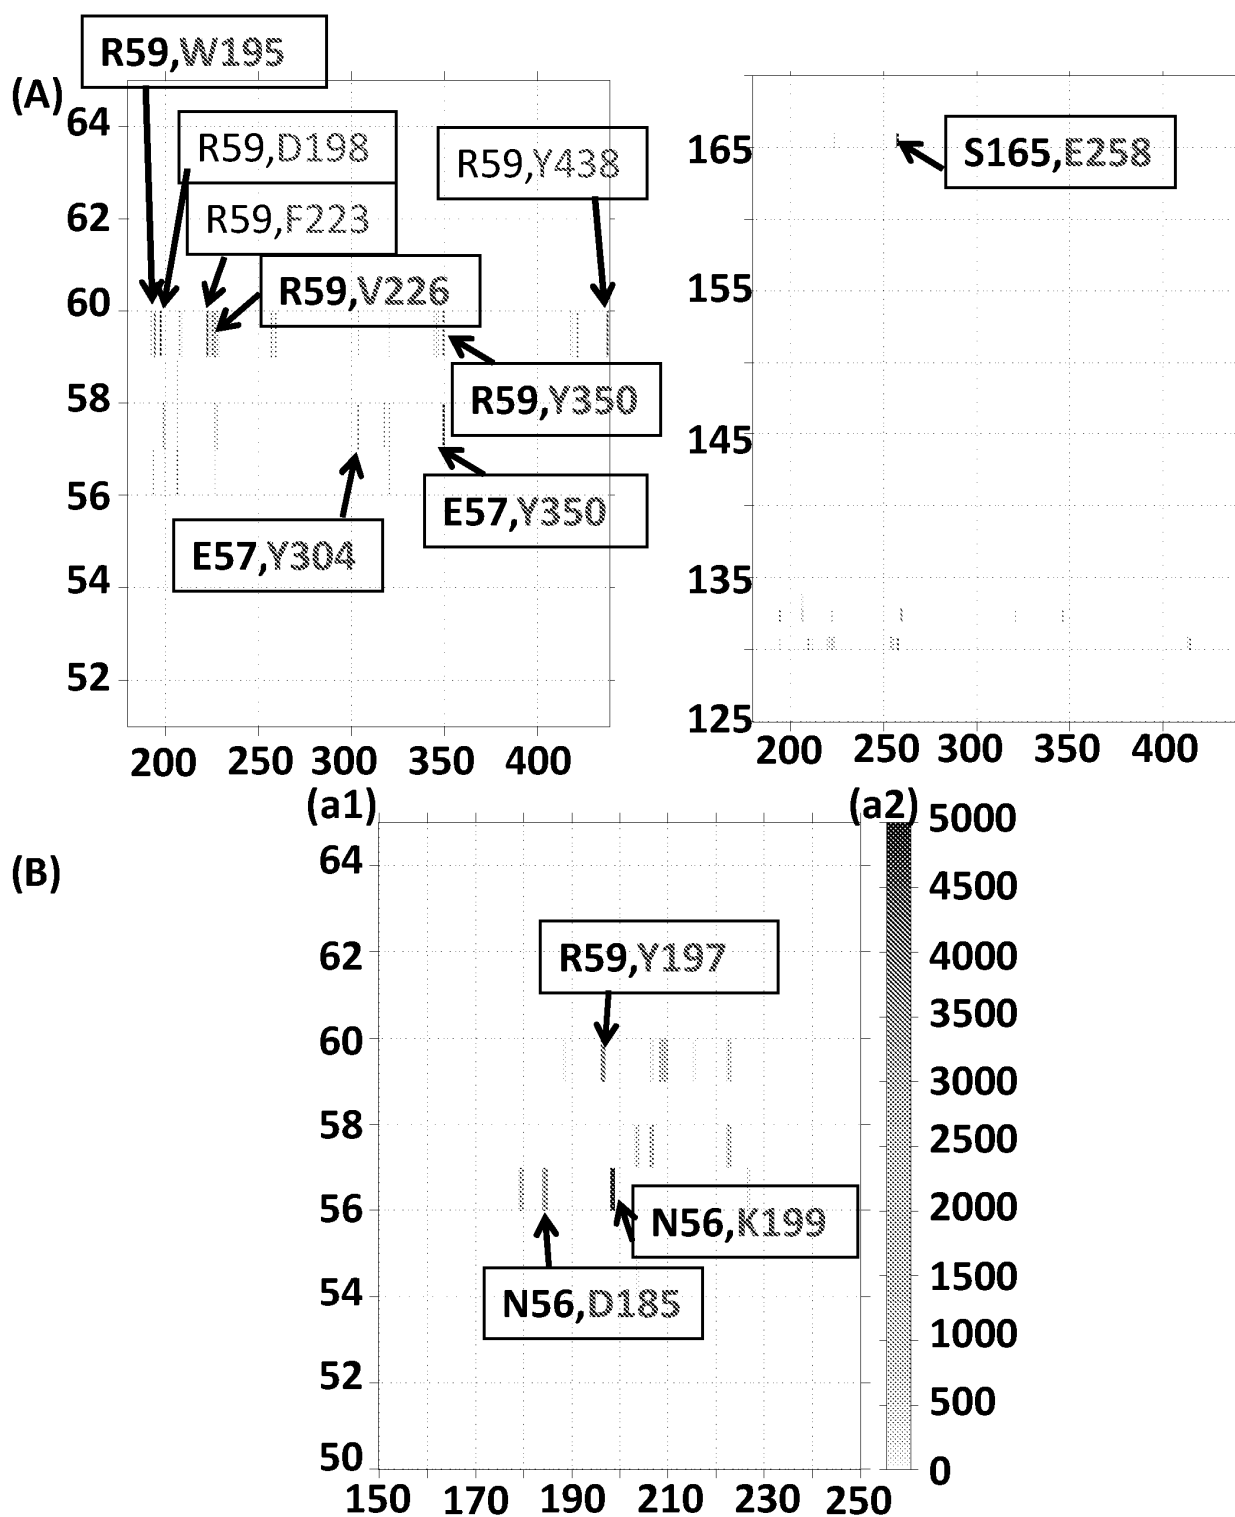 R59,W195
(A)
64
R59,D198
R59,Y438
R59,F223
62
R59,V226
60
58
R59,Y350
56
E57,Y350
E57,Y304
54
52
200 250 300 350 400
(a1)
165
S165,E258
155
145
135
125
200 250 300 350 400
(a2)
(B)
64
62
R59,Y197
60
58
56
N56,K199
54
N56,D185
52
50
150 170 190 210 230 250
5000
4500
4000
3500
3000
2500
2000
1500
1000
500
0